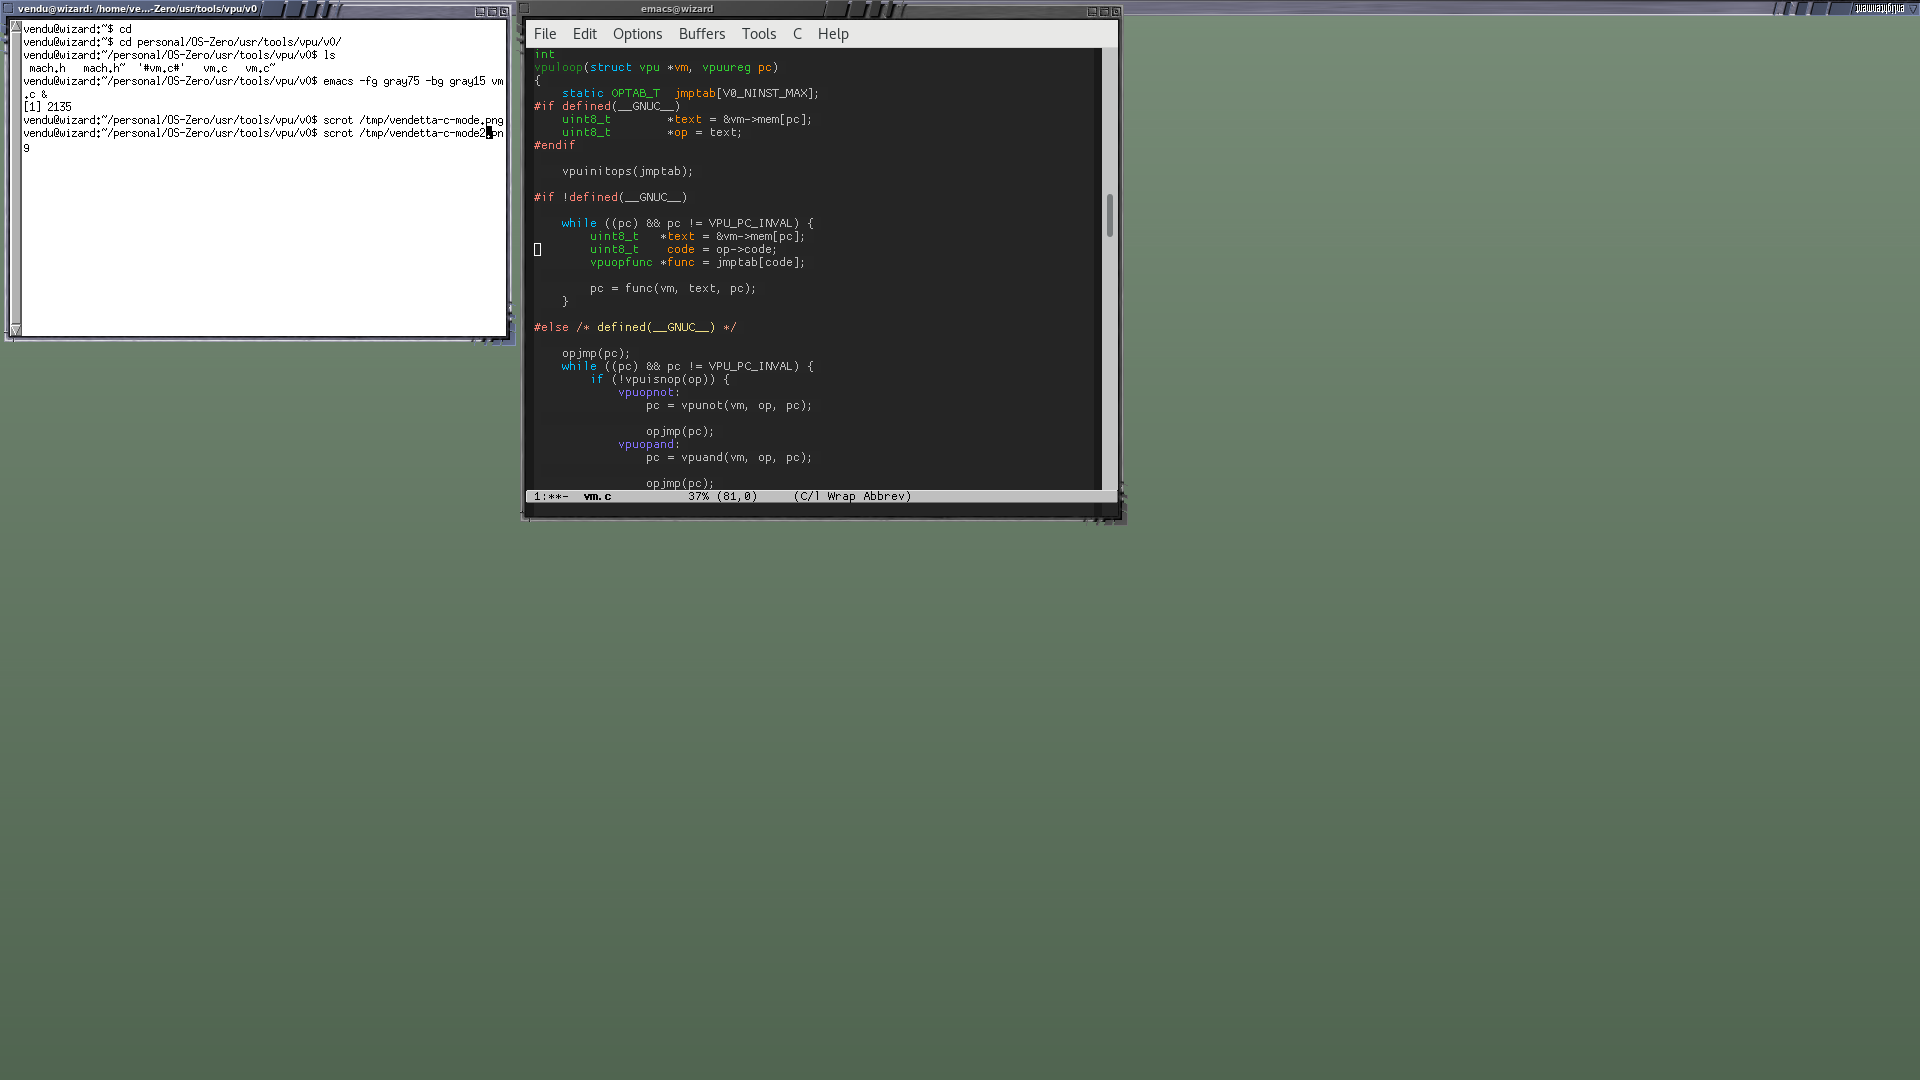 vendu@wizard: /home/ve...-Zero/usr/tools/vpu/v0
vendu@wizard:~$ cd
vendu@wizard:~$ cd personal/OS-Zero/usr/tools/vpu/v0/
vendu@wizard:~/personal/OS-Zero/usr/tools/vpu/v0$ ls
mach.h   mach.h~  '#vm.c#'   vm.c   vm.c~
vendu@wizard:~/personal/OS-Zero/usr/tools/vpu/v0$ emacs -fg gray75 -bg gray15 vm
.c &
[1] 2135
vendu@wizard:~/personal/OS-Zero/usr/tools/vpu/v0$ scrot /tmp/vendetta-c-mode.png
vendu@wizard:~/personal/OS-Zero/usr/tools/vpu/v0$ scrot /tmp/vendetta-c-mode2.pn
g
emacs@wizard
File Edit Options Buffers Tools C Help
int
vpuloop(struct vpu *vm, vpuureg pc)
{
    static OPTAB_T  jmptab[V0_NINST_MAX];
#if defined(__GNUC__)
    uint8_t        *text = &vm->mem[pc];
    uint8_t        *op = text;
#endif
    vpuinitops(jmptab);
#if !defined(__GNUC__)
    while ((pc) && pc != VPU_PC_INVAL) {
        uint8_t   *text = &vm->mem[pc];
        uint8_t    code = op->code;
        vpuopfunc *func = jmptab[code];
        pc = func(vm, text, pc);
    }
#else /* defined(__GNUC__) */
    opjmp(pc);
    while ((pc) && pc != VPU_PC_INVAL) {
        if (!vpuisnop(op)) {
            vpuopnot:
                pc = vpunot(vm, op, pc);
                opjmp(pc);
            vpuopand:
                pc = vpuand(vm, op, pc);
                opjmp(pc);
1:**-  vm.c           37% (81,0)     (C/l Wrap Abbrev)
enlightenment